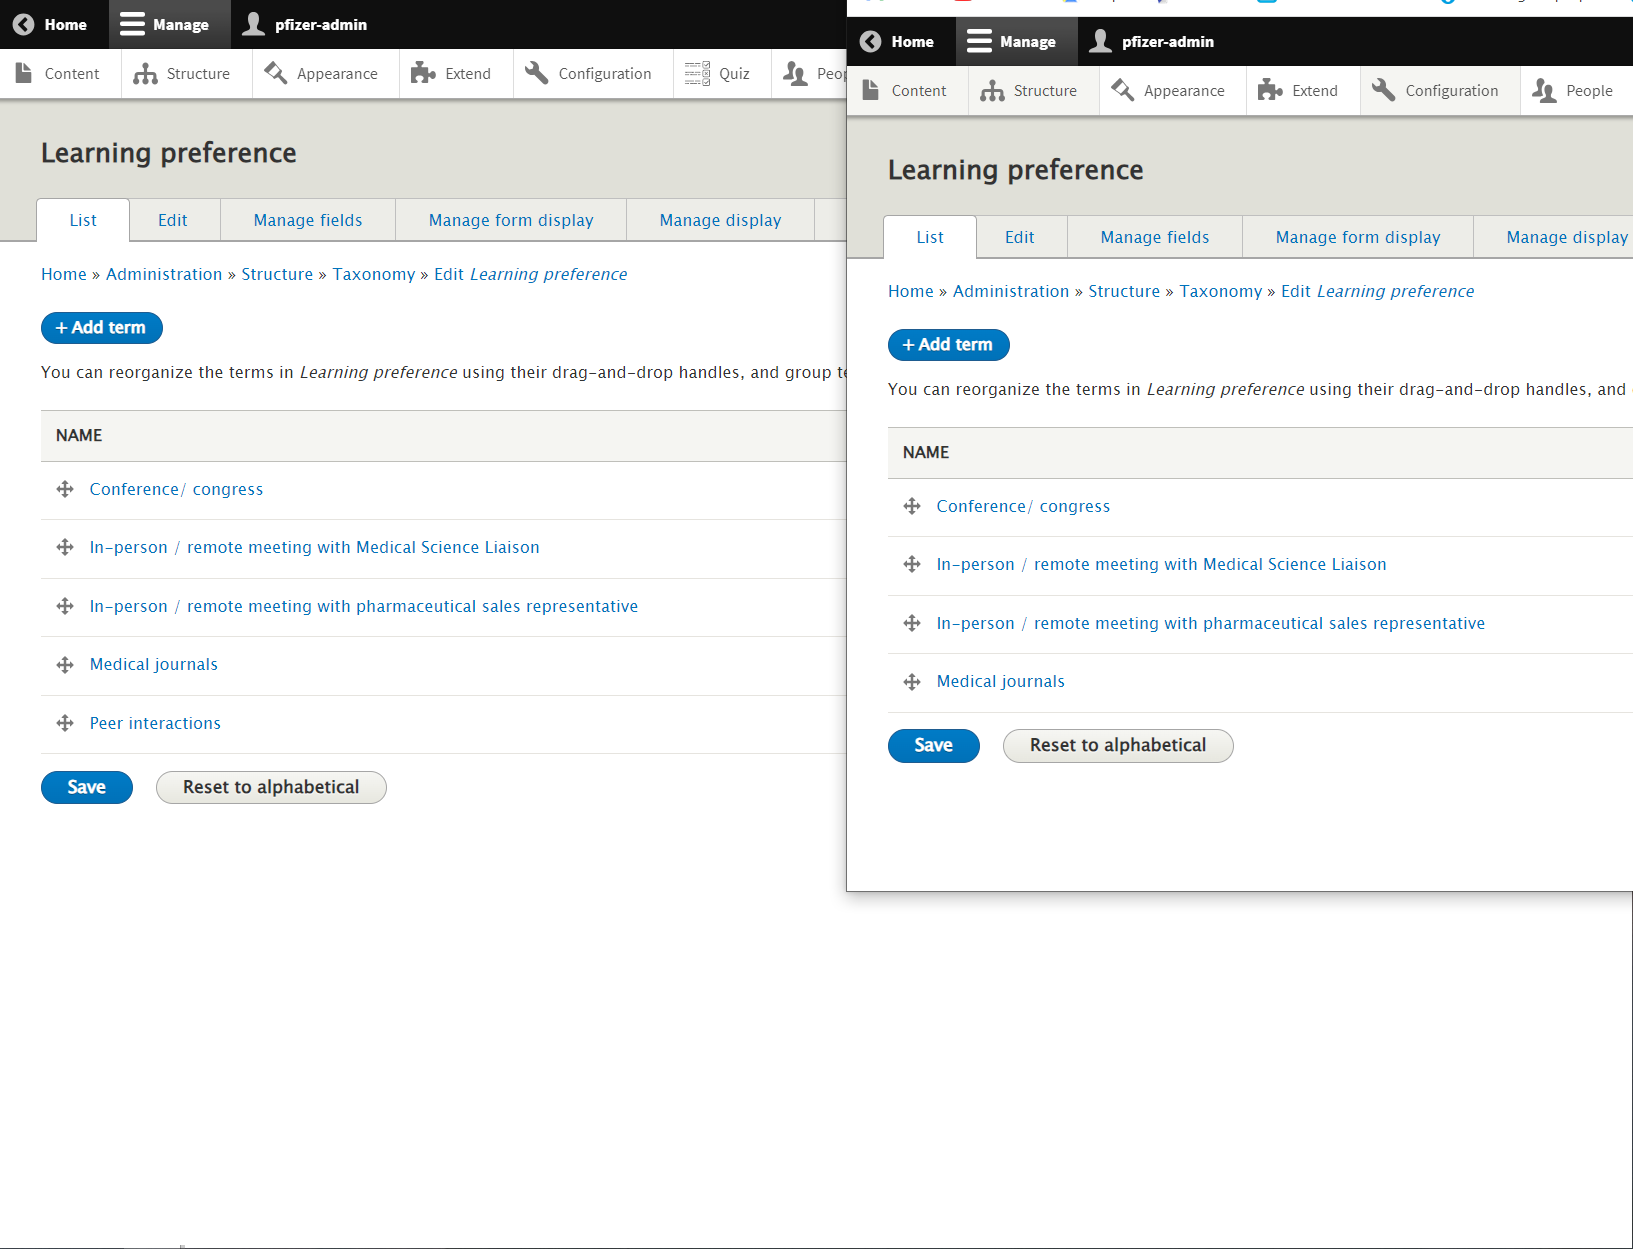 Home Manage pfizer-admin
Content Structure Appearance Extend Configuration Quiz
Learning preference
List Edit Manage fields Manage form display Manage display
Home » Administration » Structure » Taxonomy » Edit Learning preference
+ Add term
You can reorganize the terms in Learning preference using their drag-and-drop handles, and group
NAME
Conference/ congress
In-person / remote meeting with Medical Science Liaison
In-person / remote meeting with pharmaceutical sales representative
Medical journals
Peer interactions
Save Reset to alphabetical
Home Manage pfizer-admin
Content Structure Appearance Extend Configuration People
Learning preference
List Edit Manage fields Manage form display Manage display
Home » Administration » Structure » Taxonomy » Edit Learning preference
+ Add term
You can reorganize the terms in Learning preference using their drag-and-drop handles, and
NAME
Conference/ congress
In-person / remote meeting with Medical Science Liaison
In-person / remote meeting with pharmaceutical sales representative
Medical journals
Save Reset to alphabetical